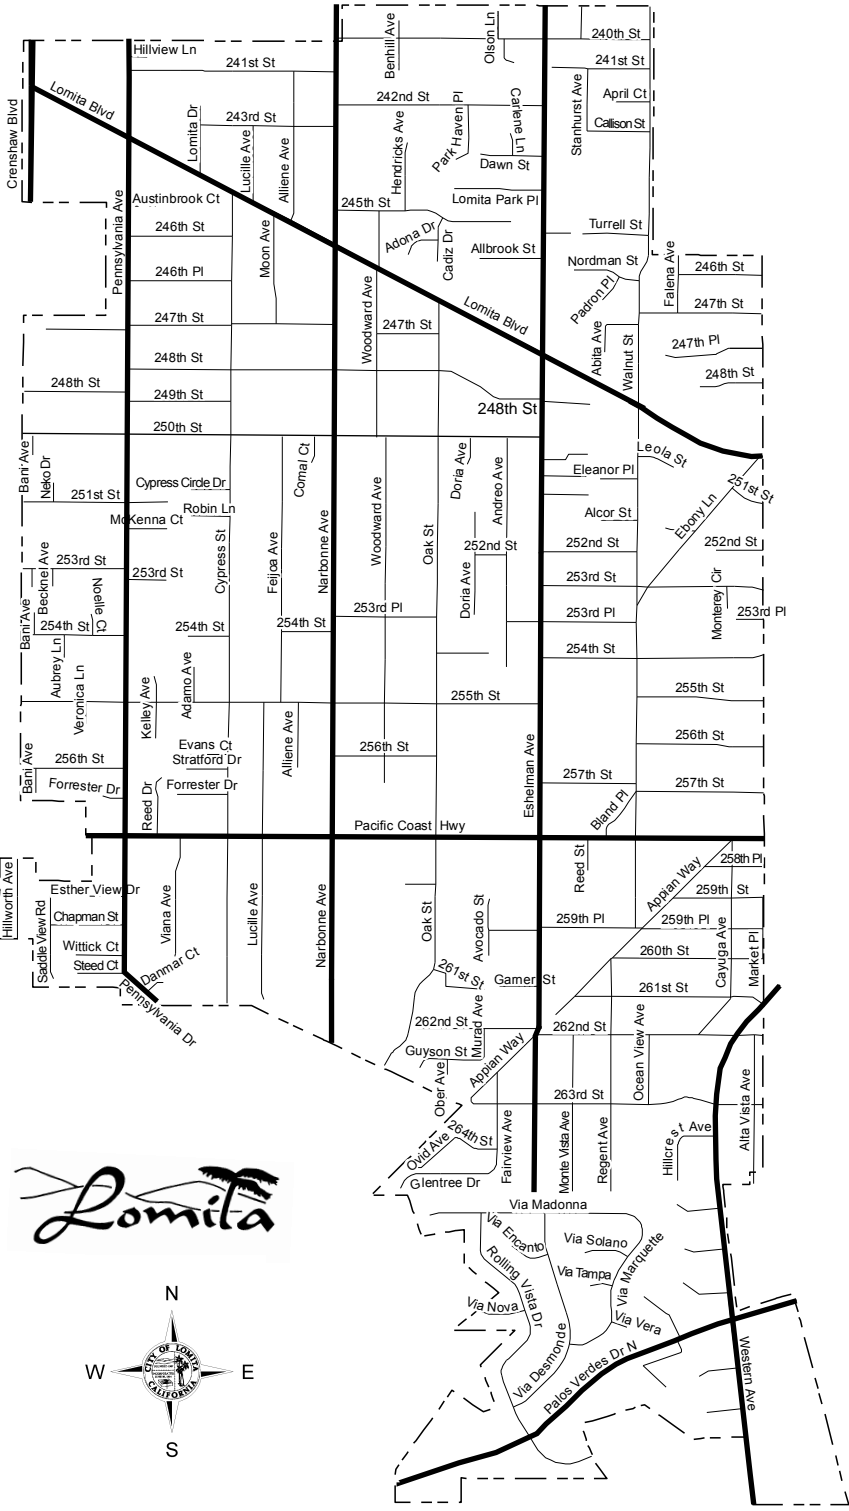 Hillview Ln
240th St
Benhill Ave
Olson Ln
241st St
241st St
Lomita Blvd
Crenshaw Blvd
Stanhurst Ave
April Ct
242nd St
Carlene Ln
Park Haven Pl
Lomita Dr
243rd St
Callison St
Lucille Ave
Alliene Ave
Hendricks Ave
Dawn St
Pennsylvania Ave
Austinbrook Ct
245th St
Lomita Park Pl
246th St
Moon Ave
Adona Dr
Cadiz Dr
Allbrook St
Turrell St
Nordman St
Falena Ave
246th St
246th Pl
Padron Pl
Woodward Ave
Lomita Blvd
247th St
247th St
247th St
Abita Ave
Walnut St
247th Pl
248th St
248th St
248th St
249th St
248th St
250th St
Bani Ave
Neko Dr
Comal Ct
Doria Ave
Andreo Ave
Leola St
Eleanor Pl
Cypress Circle Dr
251st St
251st St
Robin Ln
McKenna Ct
Alcor St
Ebony Ln
Cypress St
Feijoa Ave
Narbonne Ave
Woodward Ave
Oak St
252nd St
252nd St
252nd St
Beckner Ave
253rd St
253rd St
253rd St
Noelle Ct
Doria Ave
Monterey Cir
Bani Ave
253rd Pl
253rd Pl
253rd Pl
254th St
254th St
254th St
254th St
Aubrey Ln
Veronica Ln
Kelley Ave
Adamo Ave
255th St
255th St
Alliene Ave
256th St
Evans Ct
Stratford Dr
256th St
256th St
Bani Ave
Forrester Dr
Reed Dr
Forrester Dr
Eshelman Ave
257th St
257th St
Bland Pl
Pacific Coast Hwy
Hillworth Ave
Reed St
Appian Way
258th Pl
Esther View Dr
259th St
Saddle View Rd
Chapman St
Viana Ave
Lucille Ave
Narbonne Ave
Oak St
Avocado St
259th Pl
259th Pl
Wittick Ct
Steed Ct
Danmar Ct
260th St
Cayuga Ave
Market Pl
261st St
Garner St
261st St
Pennsylvania Dr
262nd St
Murad Ave
262nd St
Ocean View Ave
Guyson St
Appian Way
Ober Ave
263rd St
Alta Vista Ave
264th St
Ovid Ave
Fairview Ave
Monte Vista Ave
Regent Ave
Hillcrest Ave
Glentree Dr
Lomita
Via Madonna
Via Encanto
Via Solano
Via Marquette
Rolling Vista Dr
Via Tampa
Via Nova
Via Vera
Via Desmonde
Palos Verdes Dr N
Western Ave
N
W
E
S
CITY OF LOMITA
CALIFORNIA